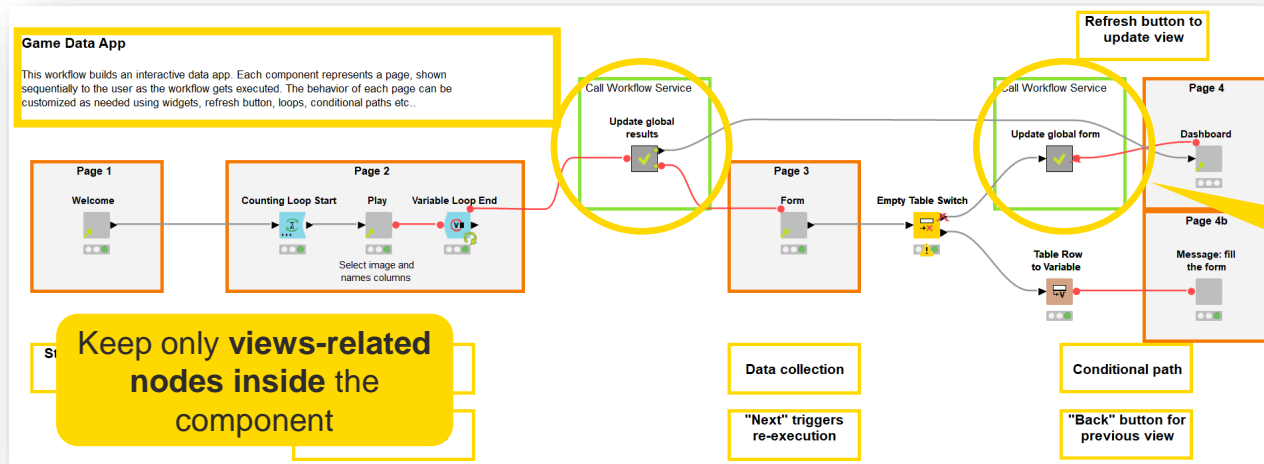 Refresh button to
update view
Game Data App
This workflow builds an interactive data app. Each component represents a page, shown
sequentially to the user as the workflow gets executed. The behavior of each page can be
customized as needed using widgets, refresh button, loops, conditional paths etc..
Call Workflow Service
Update global
results
Call Workflow Service
Update global form
Page 4
Dashboard
Page 1
Welcome
Page 2
Counting Loop Start
Play
Variable Loop End
Select image and
names columns
Page 3
Form
Empty Table Switch
Table Row
to Variable
Page 4b
Message: fill
the form
Keep only views-related
nodes inside the
component
Data collection
Conditional path
"Next" triggers
re-execution
"Back" button for
previous view